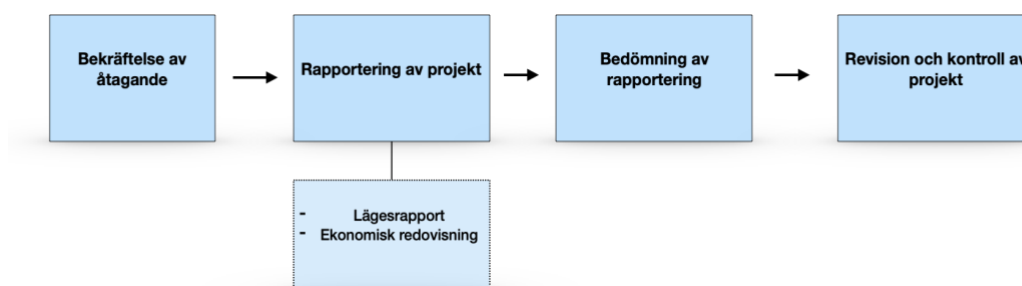 Bekräftelse av
åtagande
Rapportering av projekt
Bedömning av
rapportering
Revision och kontroll av
projekt
- Lägesrapport
- Ekonomisk redovisning